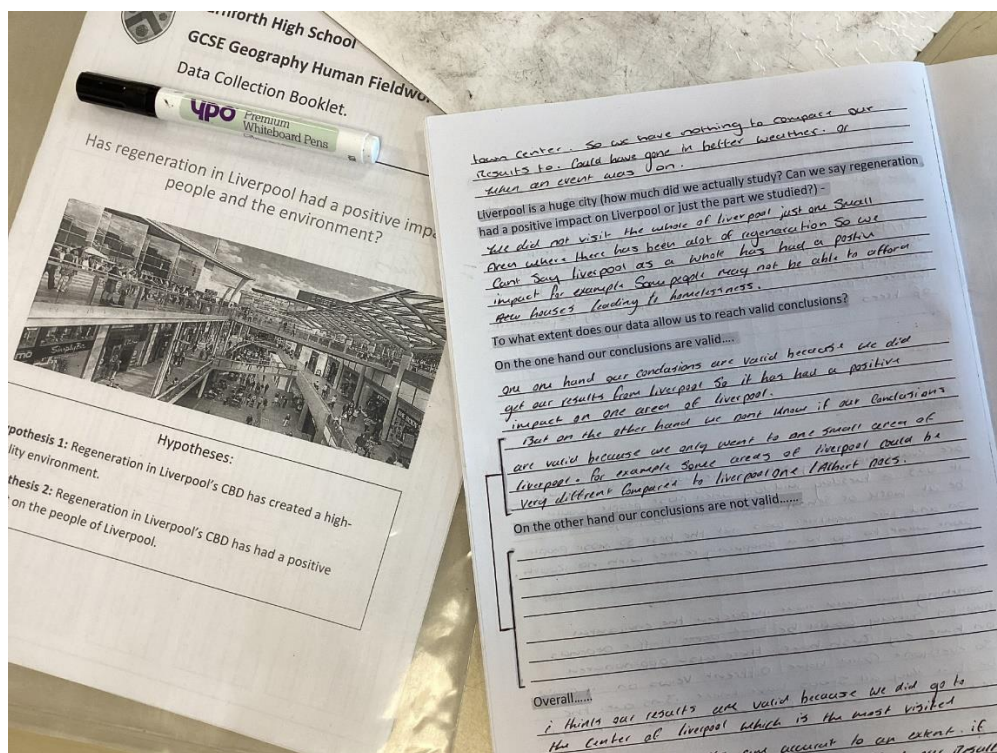 High School
GCSE Geography Human
Data Collection Booklet.
ypo Premium
Whiteboard Pens
Has regeneration in Liverpool had a positive
people and the environment?
Hypotheses:
1: Regeneration in Liverpool's CBD has created a high-
environment.
2: Regeneration in Liverpool's CBD has had a positive
on the people of Liverpool.
town center. So we have nothing to compare our
Results to. Could have gone in better weather. or
when an event was on.
Liverpool is a huge city (how much did we actually study? Can we say regeneration
had a positive impact on Liverpool or just the part we studied?) -
We did not visit the whole of liverpool just one Small
Area where there has been alot of regenaration So we
Cant Say liverpool as a whole has had a postive
impact for example Some people may not be able to afford
new houses leading to homelessness.
To what extent does our data allow us to reach valid conclusions?
On the one hand our conclusions are valid....
one one hand our conclusions are valid because we did
get our results from liverpool So it has had a positive
impact on one area of liverpool.
But on the other hand we dont know if our Conclusions
are valid because we only went to one small area of
liverpool. for example some areas of liverpool could be
very diffrent Compared to liverpool one / Albert
On the other hand our conclusions are not valid......
Overall......
i think our results are valid because we did go to
the center of liverpool which is the most visited
accurat to an extent. if